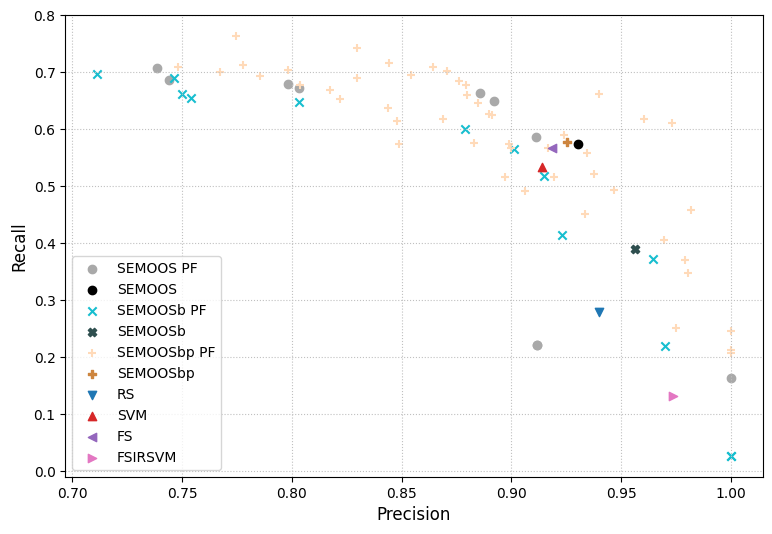 0.8
0.7
0.6
0.5
0.4
0.3
0.2
0.1
0.0
Recall
SEMOOS PF
SEMOOS
SEMOOSb PF
SEMOOSb
SEMOOSbp PF
SEMOOSbp
RS
SVM
FS
FSIRSVM
0.70 0.75 0.80 0.85 0.90 0.95 1.00
Precision